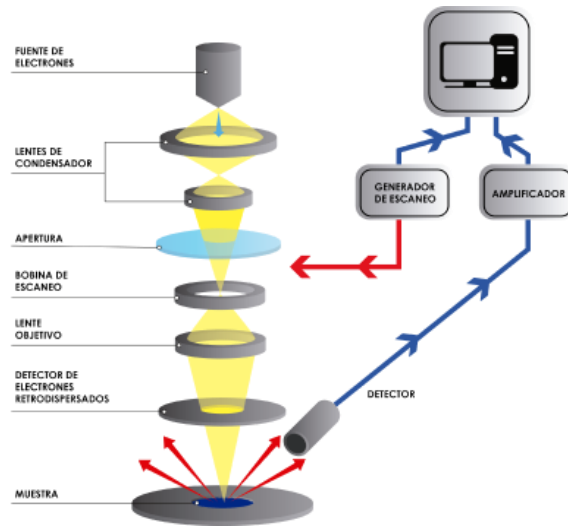 FUENTE DE
ELECTRONES
LENTES DE
CONDENSADOR
APERTURA
BOBINA DE
ESCANEO
LENTE
OBJETIVO
DETECTOR DE
ELECTRONES
RETRODISPERSADOS
MUESTRA
GENERADOR
DE ESCANEO
AMPLIFICADOR
DETECTOR